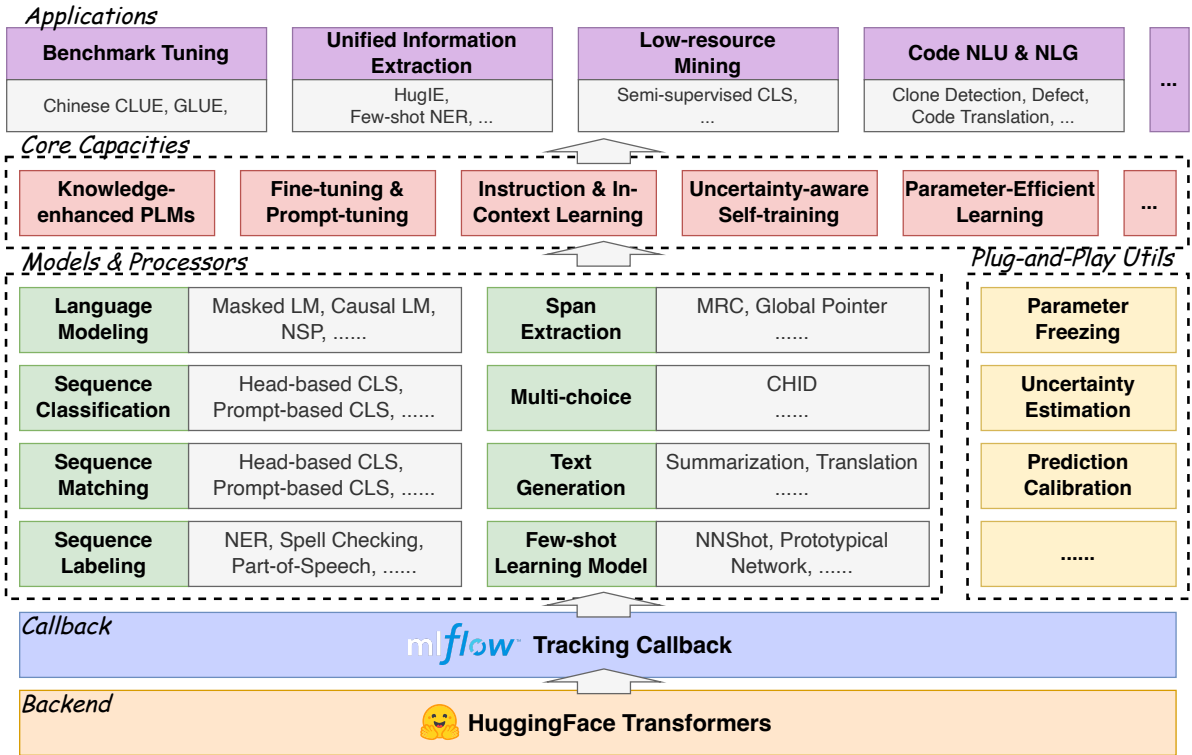 Applications
Benchmark Tuning
Chinese CLUE, GLUE,
Unified Information
Extraction
HugIE,
Few-shot NER, ...
Low-resource
Mining
Semi-supervised CLS,
...
Code NLU & NLG
Clone Detection, Defect,
Code Translation, ...
...
Core Capacities
Knowledge-
enhanced PLMs
Fine-tuning &
Prompt-tuning
Instruction & In-
Context Learning
Uncertainty-aware
Self-training
Parameter-Efficient
Learning
...
Models & Processors
Language
Modeling
Masked LM, Causal LM,
NSP, ......
Span
Extraction
MRC, Global Pointer
......
Sequence
Classification
Head-based CLS,
Prompt-based CLS, ......
Multi-choice
CHID
......
Sequence
Matching
Head-based CLS,
Prompt-based CLS, ......
Text
Generation
Summarization, Translation
......
Sequence
Labeling
NER, Spell Checking,
Part-of-Speech, ......
Few-shot
Learning Model
NNShot, Prototypical
Network, ......
Plug-and-Play Utils
Parameter
Freezing
Uncertainty
Estimation
Prediction
Calibration
......
Callback
mlflow™ Tracking Callback
Backend
HuggingFace Transformers